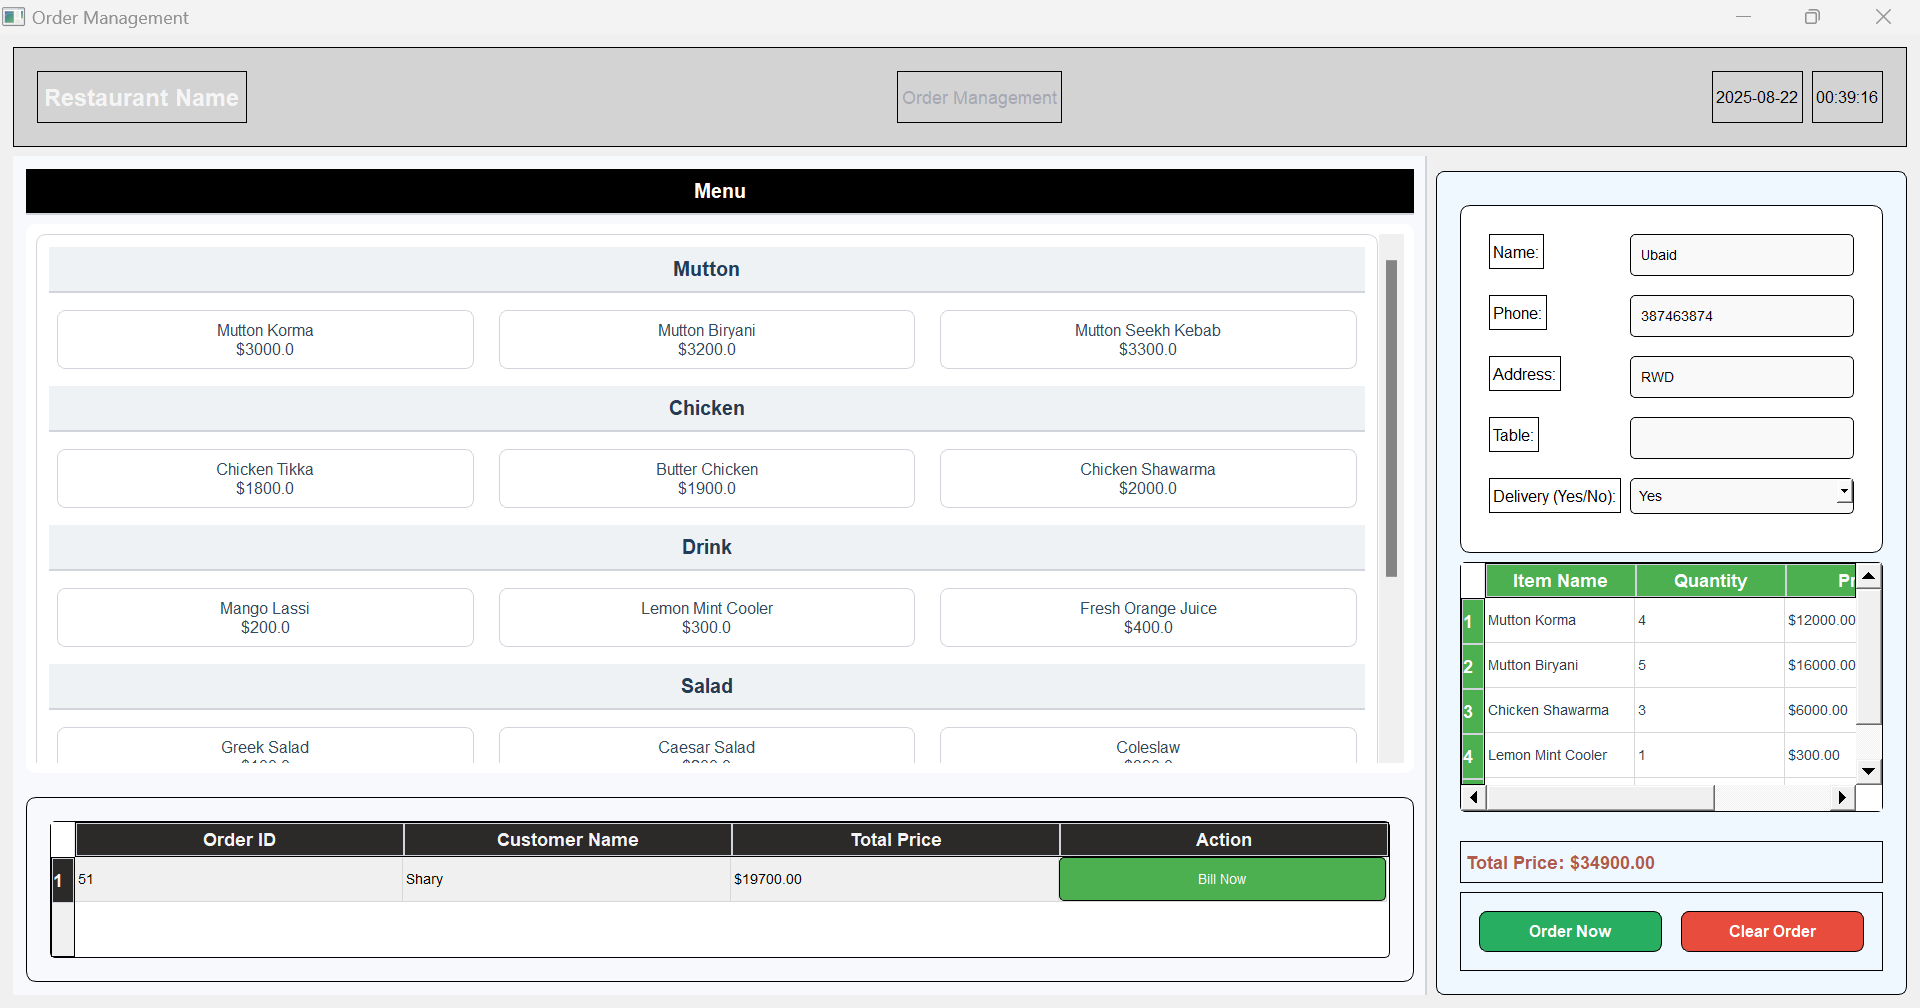 Order Management
Restaurant Name
Order Management
2025-08-22
00:39:16
Menu
Mutton
Mutton Korma
$3000.0
Mutton Biryani
$3200.0
Mutton Seekh Kebab
$3300.0
Chicken
Chicken Tikka
$1800.0
Butter Chicken
$1900.0
Chicken Shawarma
$2000.0
Drink
Mango Lassi
$200.0
Lemon Mint Cooler
$300.0
Fresh Orange Juice
$400.0
Salad
Greek Salad
Caesar Salad
Coleslaw
Order ID Customer Name Total Price Action
1 51 Shary $19700.00 Bill Now
Name: Ubaid
Phone: 387463874
Address: RWD
Table:
Delivery (Yes/No): Yes
Item Name Quantity
1 Mutton Korma 4 $12000.00
2 Mutton Biryani 5 $16000.00
3 Chicken Shawarma 3 $6000.00
4 Lemon Mint Cooler 1 $300.00
Total Price: $34900.00
Order Now
Clear Order